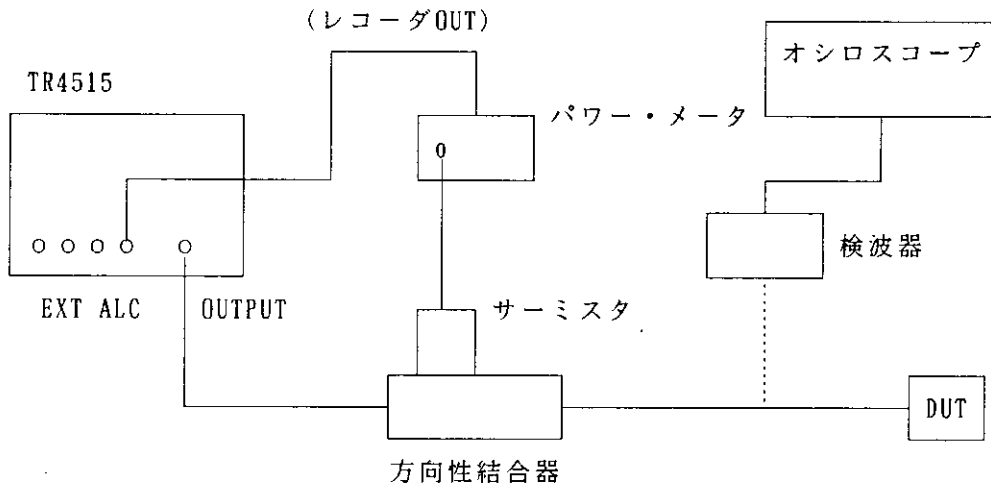 (レコーダOUT)
オシロスコープ
TR4515
パワー・メータ
検波器
EXT ALC
OUTPUT
サーミスタ
DUT
方向性結合器